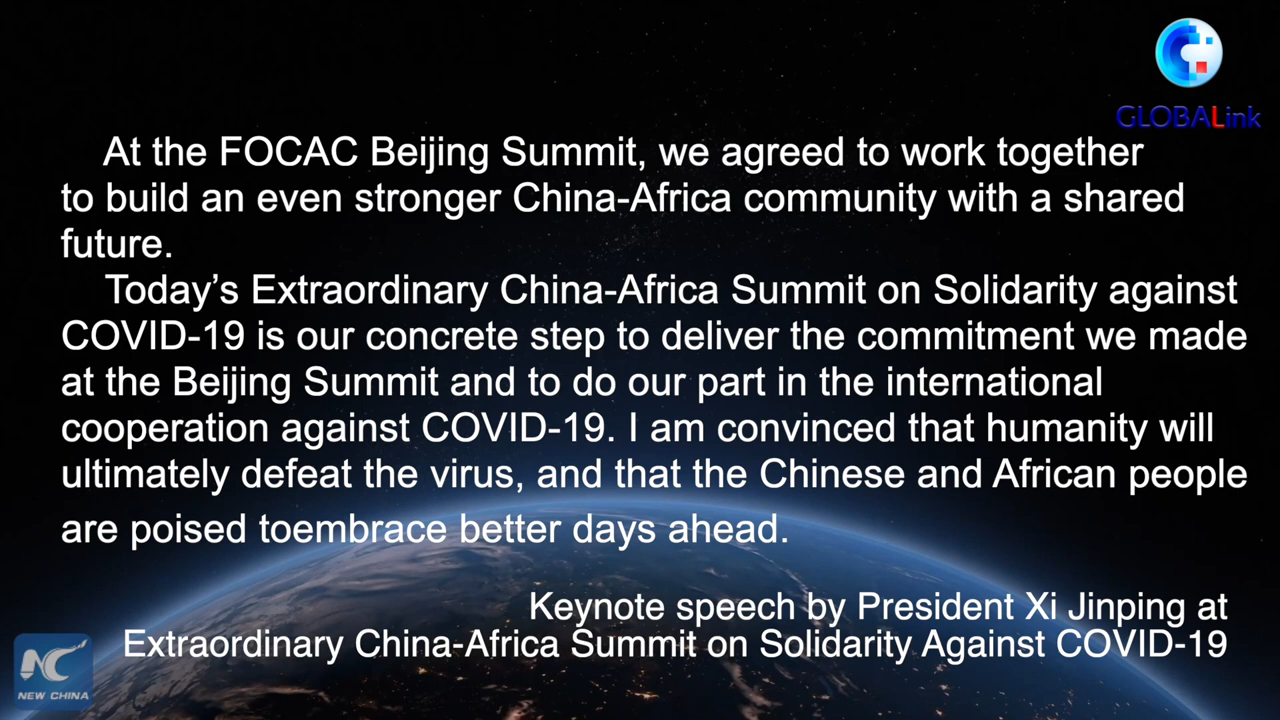 GLOBALink
At the FOCAC Beijing Summit, we agreed to work together
to build an even stronger China-Africa community with a shared
future.
Today’s Extraordinary China-Africa Summit on Solidarity against
COVID-19 is our concrete step to deliver the commitment we made
at the Beijing Summit and to do our part in the international
cooperation against COVID-19. I am convinced that humanity will
ultimately defeat the virus, and that the Chinese and African people
are poised toembrace better days ahead.
Keynote speech by President Xi Jinping at
Extraordinary China-Africa Summit on Solidarity Against COVID-19
NC
NEW CHINA